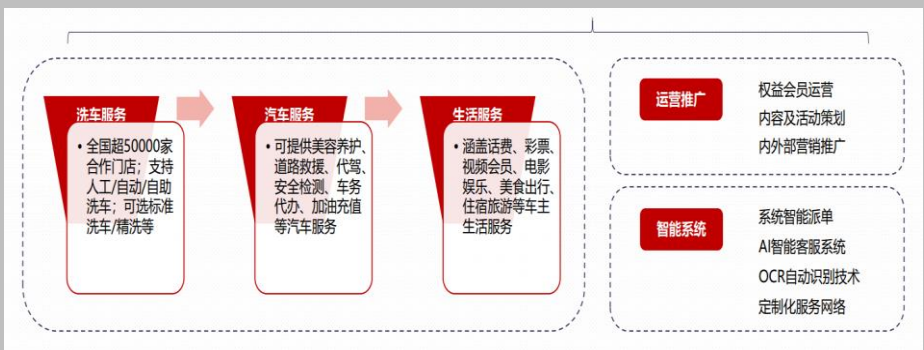 洗车服务
• 全国超50000家
合作门店；支持
人工/自动/自助
洗车；可选标准
洗车/精洗等
汽车服务
• 可提供美容养护、
道路救援、代驾、
安全检测、车务
代办、加油充值
等汽车服务
生活服务
• 涵盖话费、彩票、
视频会员、电影
娱乐、美食出行、
住宿旅游等车主
生活服务
运营推广
权益会员运营
内容及活动策划
内外部营销推广
智能系统
系统智能派单
AI智能客服系统
OCR自动识别技术
定制化服务网络